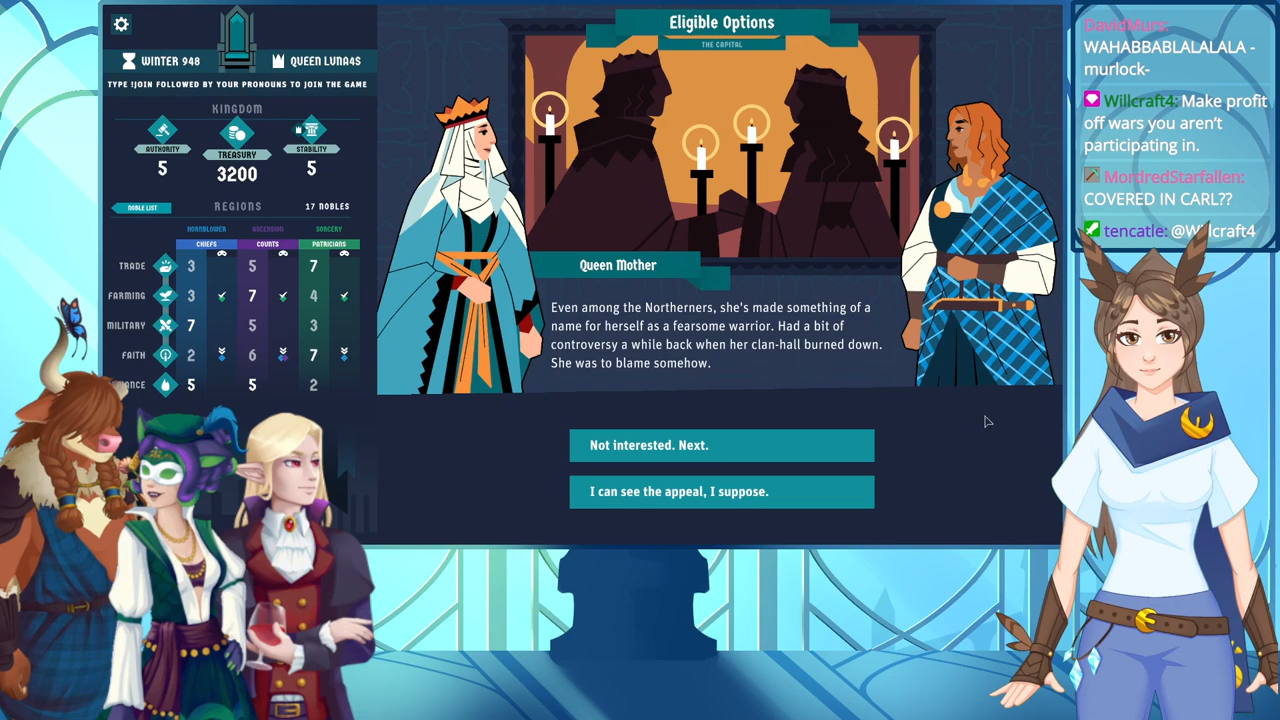 WINTER 948
QUEEN LUNA4S
TYPE !JOIN FOLLOWED BY YOUR PRONOUNS TO JOIN THE GAME
KINGDOM
AUTHORITY
TREASURY
STABILITY
5
3200
5
NOBLE LIST
REGIONS
17 NOBLES
HORNBLOWER
ASCENSION
SORCERY
CHIEFS
COUNTS
PATRICIANS
TRADE 3 5 7
FARMING 3 7 4
MILITARY 7 5 3
FAITH 2 6 7
5 5 2
Eligible Options
THE CAPITAL
Queen Mother
Even among the Northerners, she's made something of a
name for herself as a fearsome warrior. Had a bit of
controversy a while back when her clan-hall burned down.
She was to blame somehow.
Not interested. Next.
I can see the appeal, I suppose.
DavidMurs:
WAHABBABLALALALA -
murlock-
Willcraft4: Make profit
off wars you aren't
participating in.
MordredStarfallen:
COVERED IN CARL??
tencatle: @Willcraft4